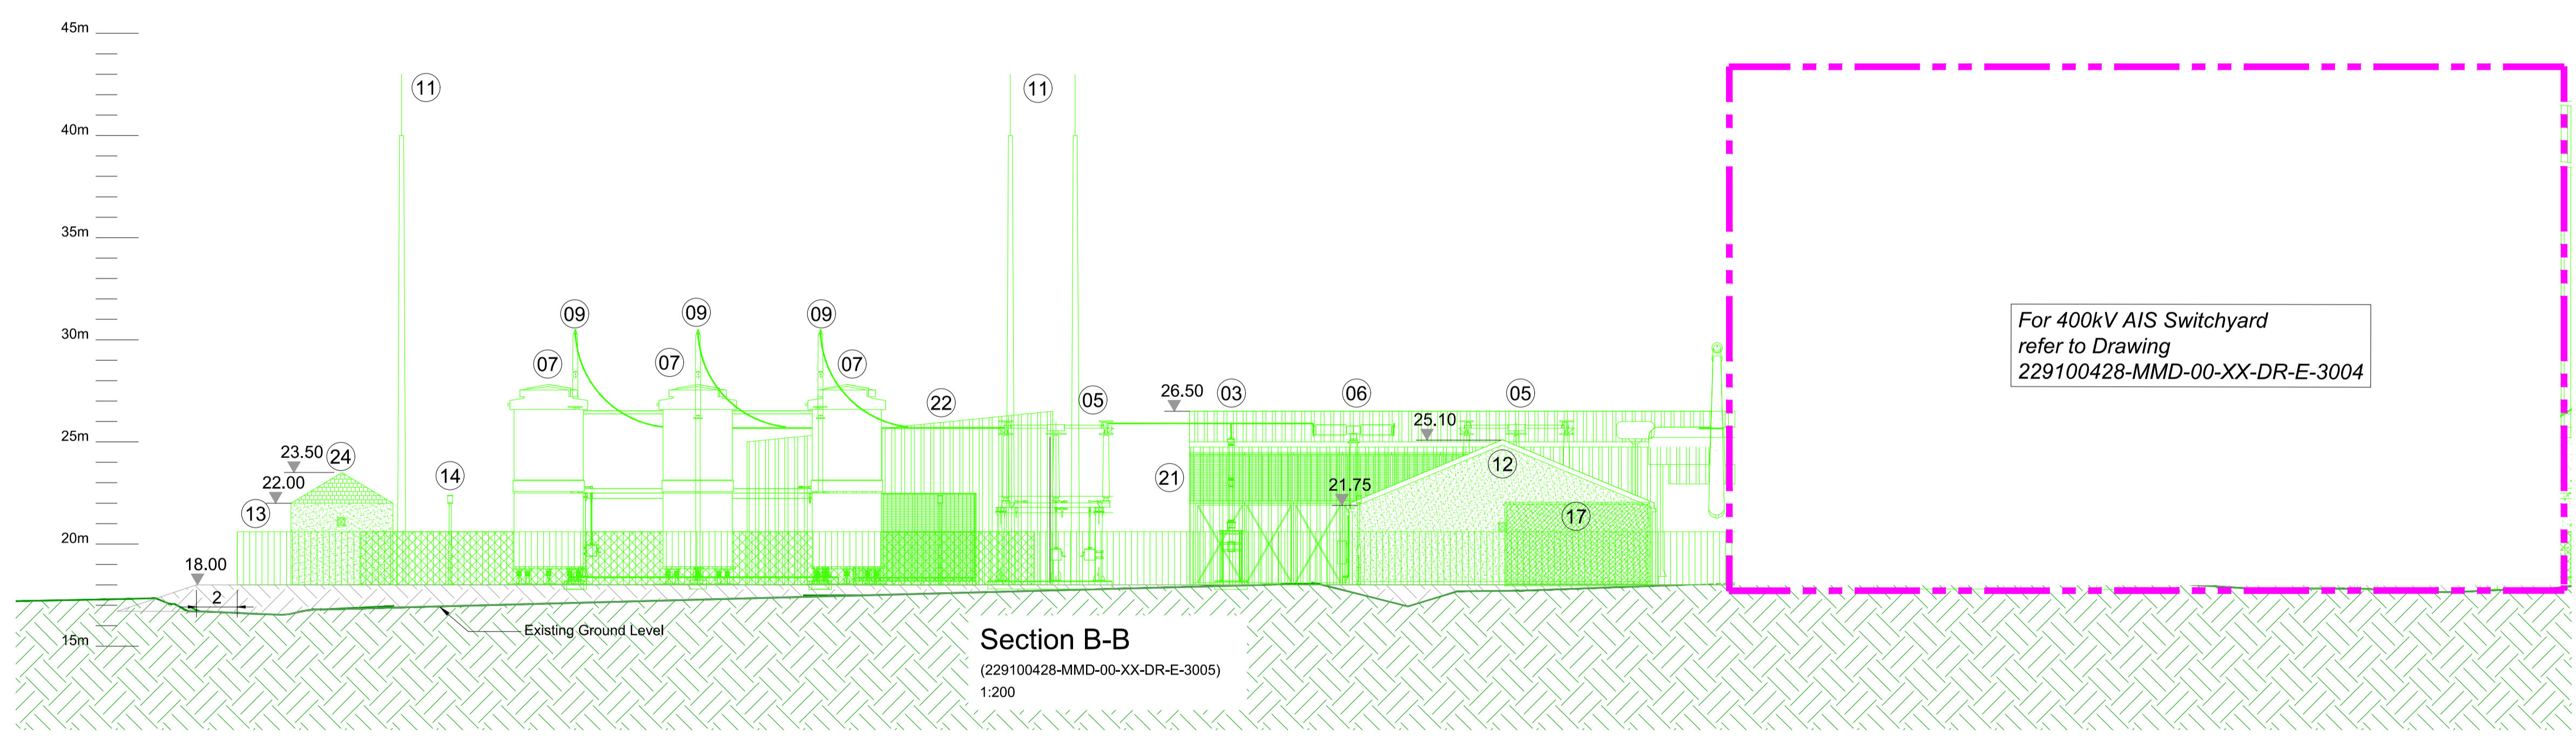 45m
40m
35m
30m
25m
20m
15m
11
11
09
09
09
07
07
07
22
05
26.50
03
06
05
25.10
23.50
24
22.00
13
14
21
21.75
12
17
18.00
2
Existing Ground Level
For 400kV AIS Switchyard
refer to Drawing
229100428-MMD-00-XX-DR-E-3004
Section B-B
(229100428-MMD-00-XX-DR-E-3005)
1:200